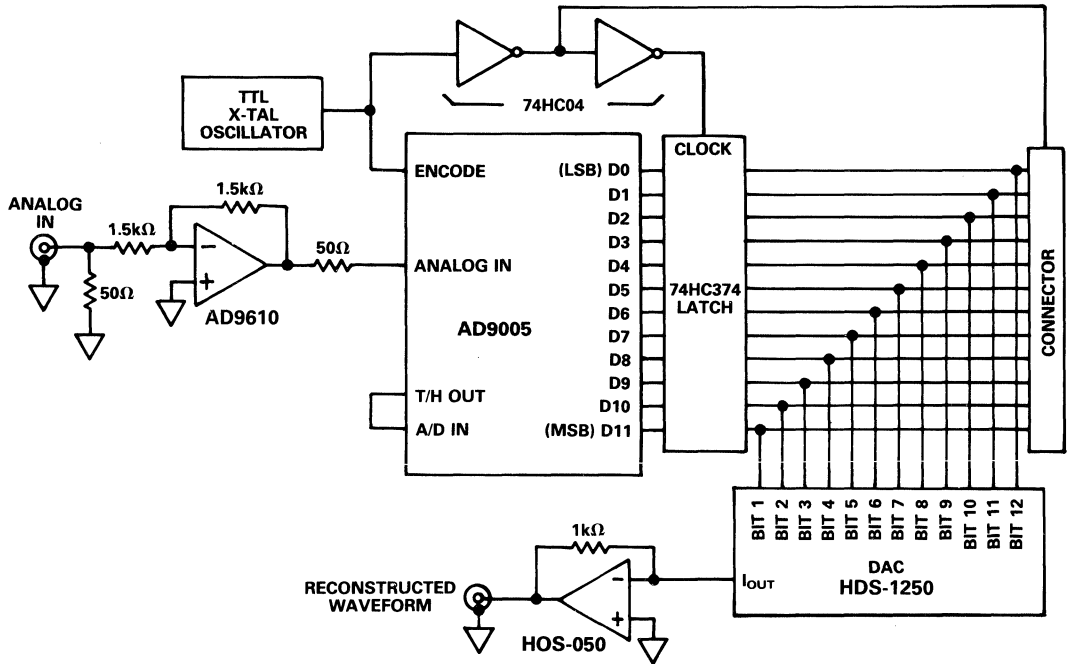 TTL
X-TAL
OSCILLATOR
74HC04
ANALOG
IN
1.5kΩ
1.5kΩ
50Ω
−
+
AD9610
50Ω
ENCODE
ANALOG IN
AD9005
T/H OUT
A/D IN
(LSB) D0
D1
D2
D3
D4
D5
D6
D7
D8
D9
D10
(MSB) D11
CLOCK
74HC374
LATCH
CONNECTOR
BIT 1
BIT 2
BIT 3
BIT 4
BIT 5
BIT 6
BIT 7
BIT 8
BIT 9
BIT 10
BIT 11
BIT 12
IOUT
DAC
HDS-1250
1kΩ
−
+
HOS-050
RECONSTRUCTED
WAVEFORM